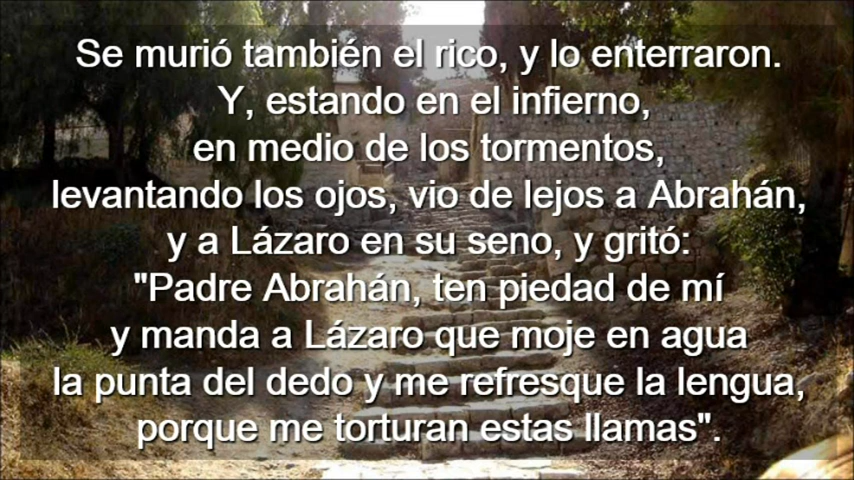 Se murió también el rico, y lo enterraron.
Y, estando en el infierno,
en medio de los tormentos,
levantando los ojos, vio de lejos a Abrahán,
y a Lázaro en su seno, y gritó:
"Padre Abrahán, ten piedad de mí
y manda a Lázaro que moje en agua
la punta del dedo y me refresque la lengua,
porque me torturan estas llamas".